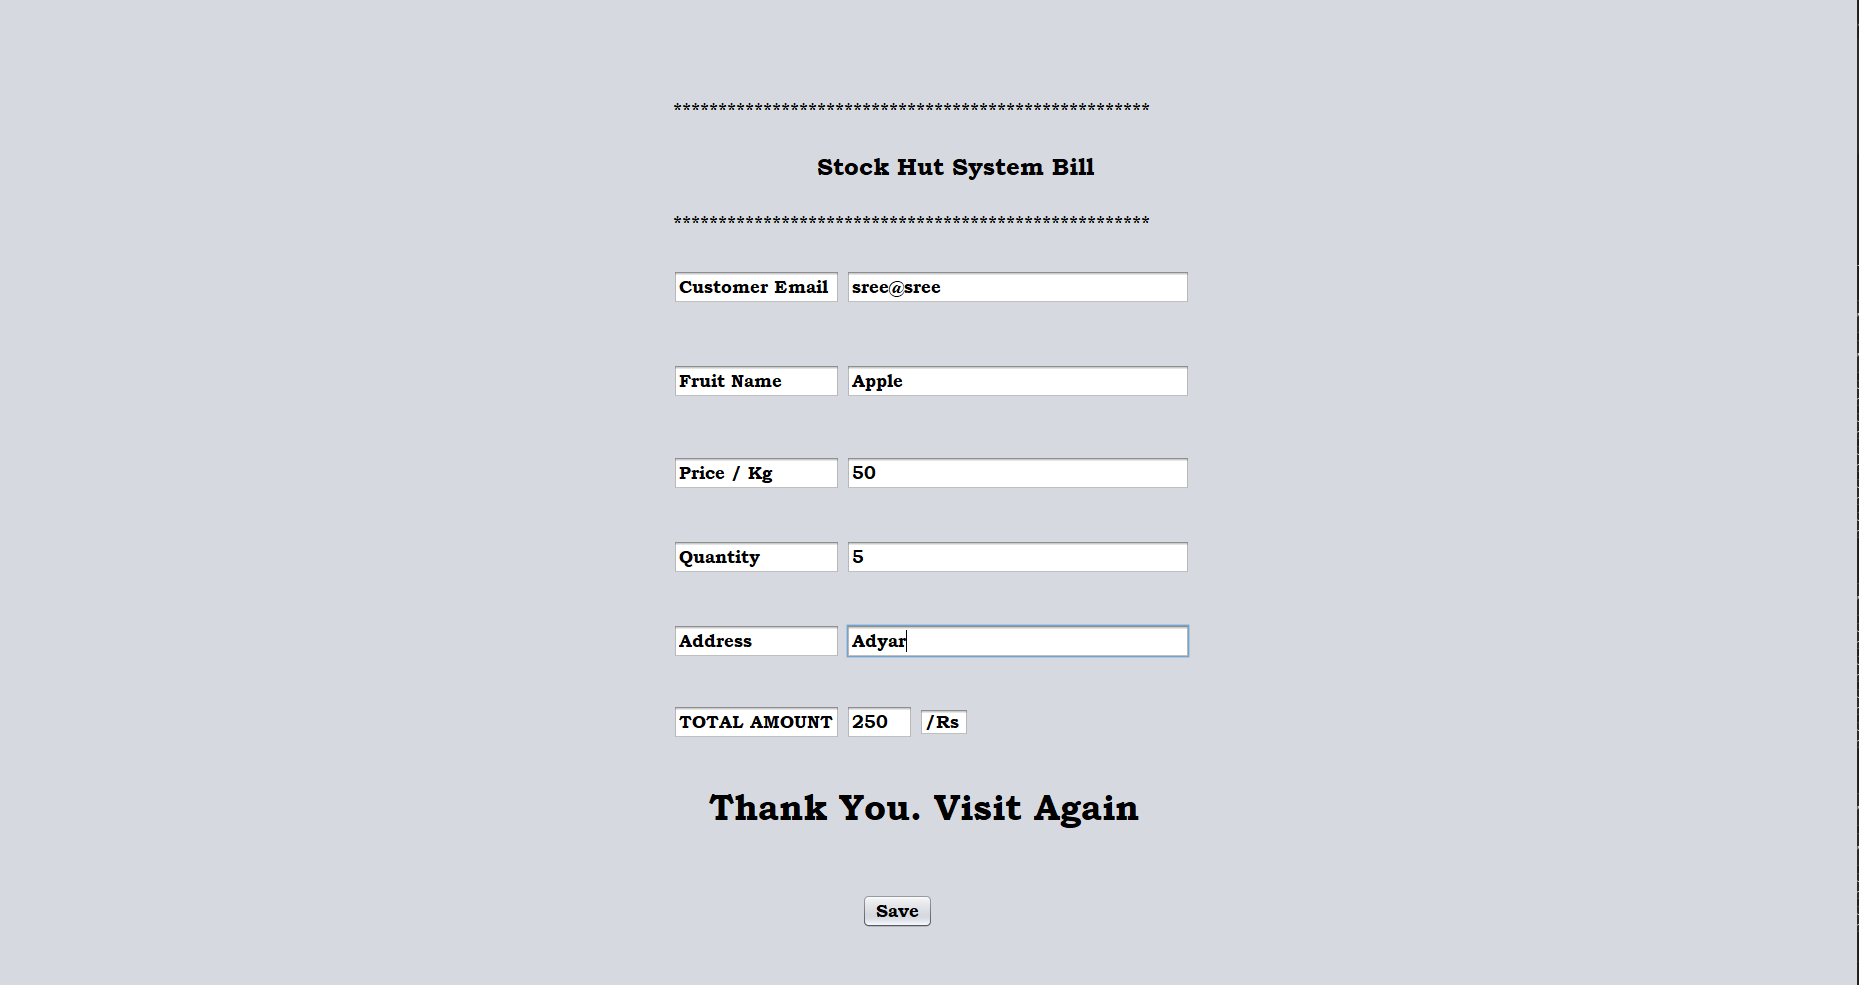 *****************************************************
Stock Hut System Bill
*****************************************************
Customer Email sree@sree
Fruit Name Apple
Price / Kg 50
Quantity 5
Address Adyar
TOTAL AMOUNT 250 /Rs
Thank You. Visit Again
Save